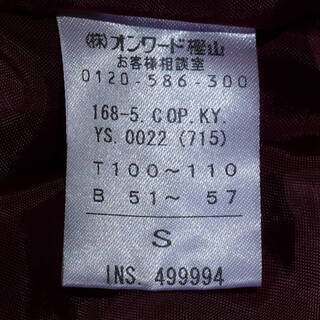 (株)オンワード樫山
お客様相談室
0120-586-300
168-5.COP.KY.
YS.0022 (715)
T100～110
B 51～ 57
S
INS. 499994